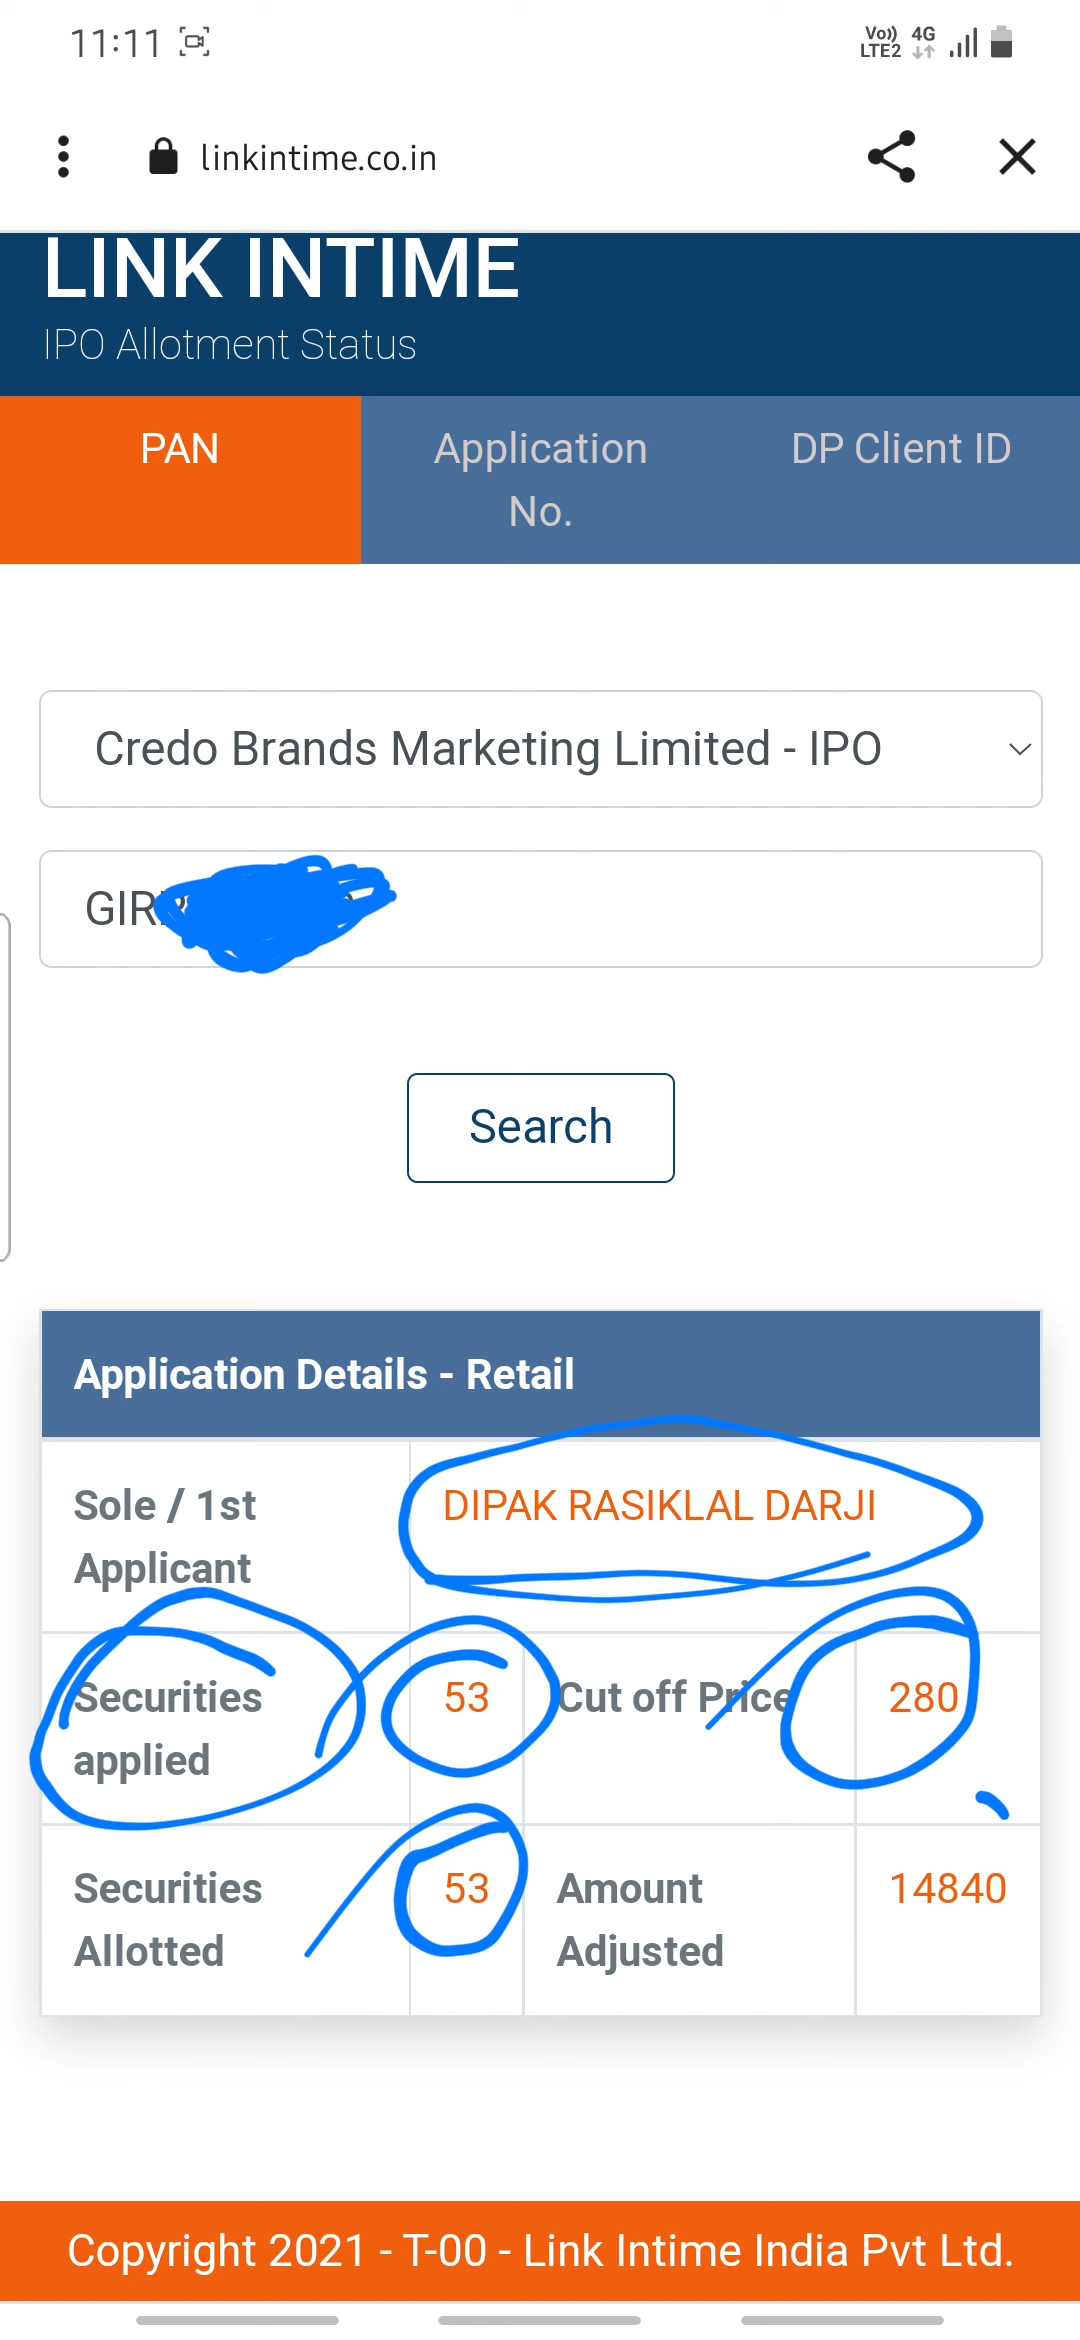 11:11
Vo)) 4G
LTE2
linkintime.co.in
LINK INTIME
IPO Allotment Status
PAN
Application No.
DP Client ID
Credo Brands Marketing Limited - IPO
Search
Application Details - Retail
Sole / 1st Applicant
DIPAK RASIKLAL DARJI
Securities applied
53
Cut off Price
280
Securities Allotted
53
Amount Adjusted
14840
Copyright 2021 - T-00 - Link Intime India Pvt Ltd.